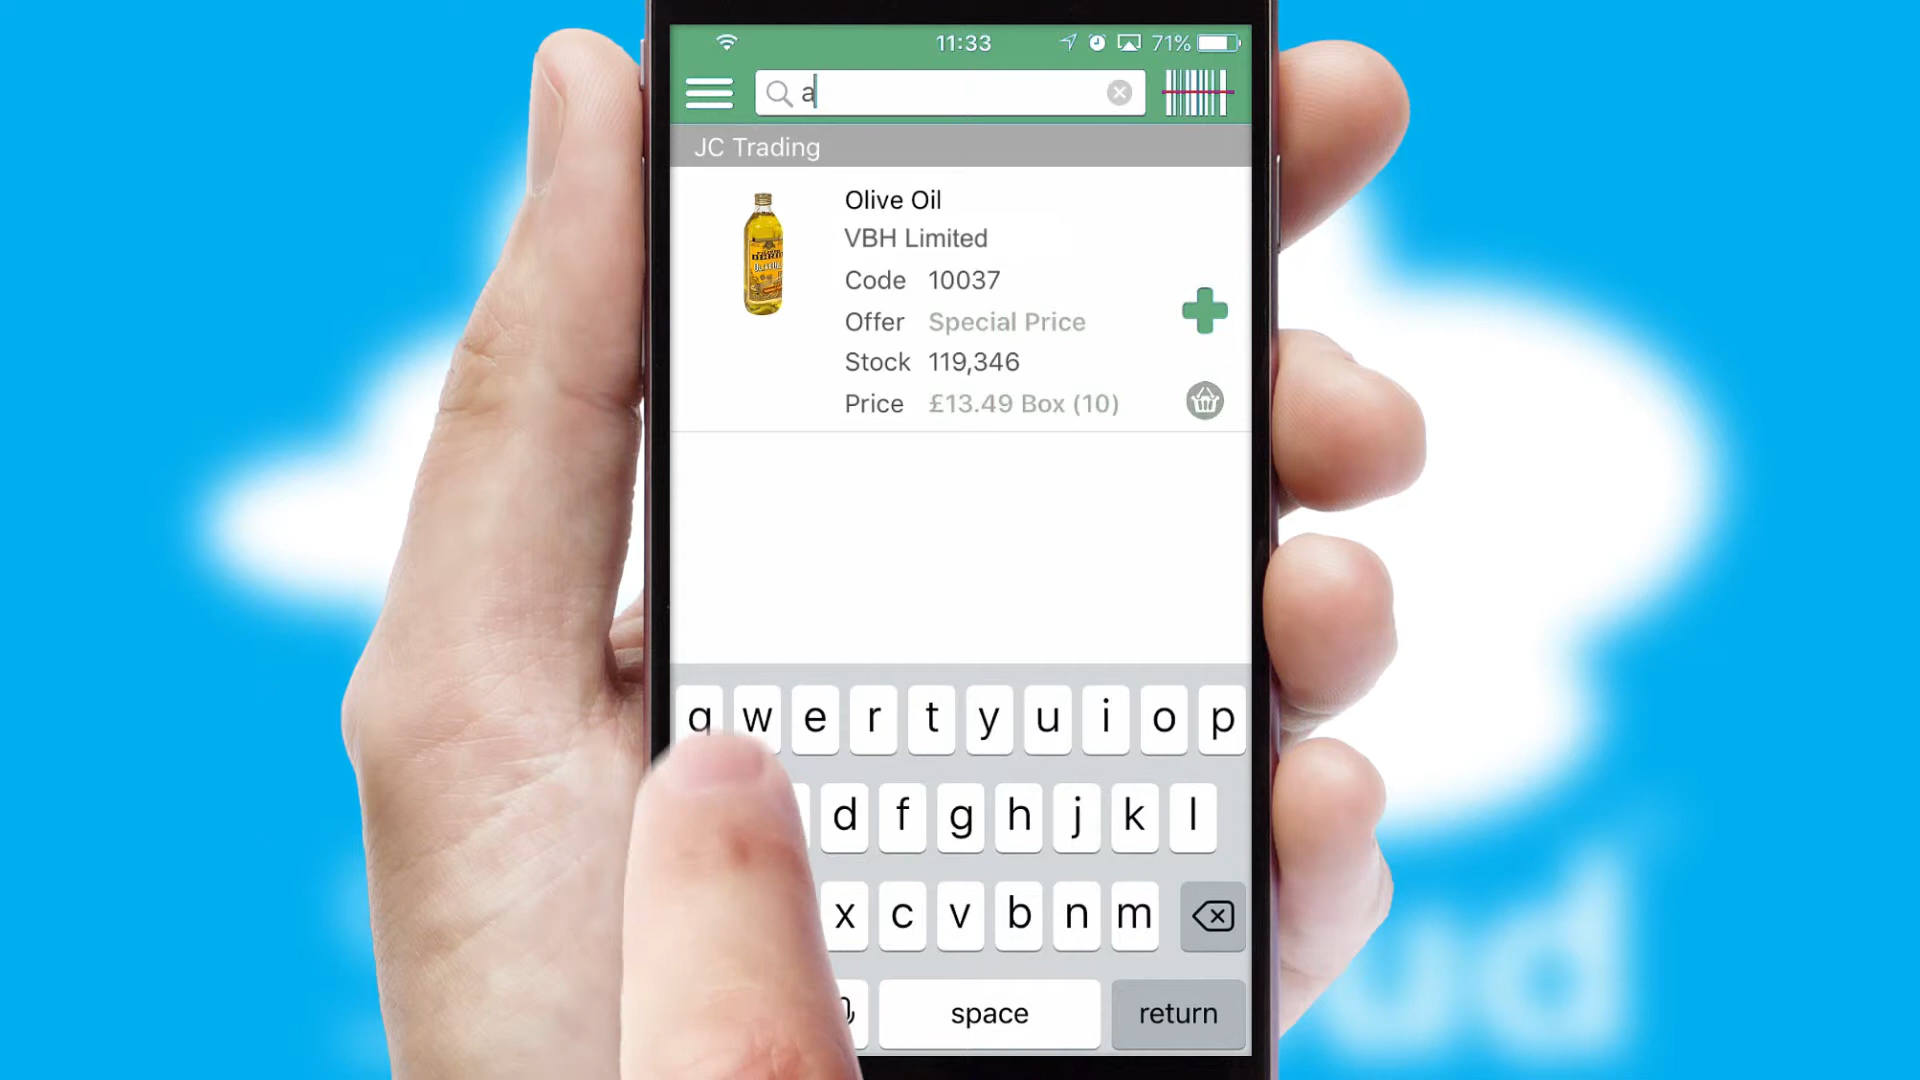 11:33
71%
a
JC Trading
Olive Oil
VBH Limited
Code 10037
Offer Special Price
Stock 119,346
Price £13.49 Box (10)
q w e r t y u i o p
d f g h j k l
x c v b n m
space return
ud